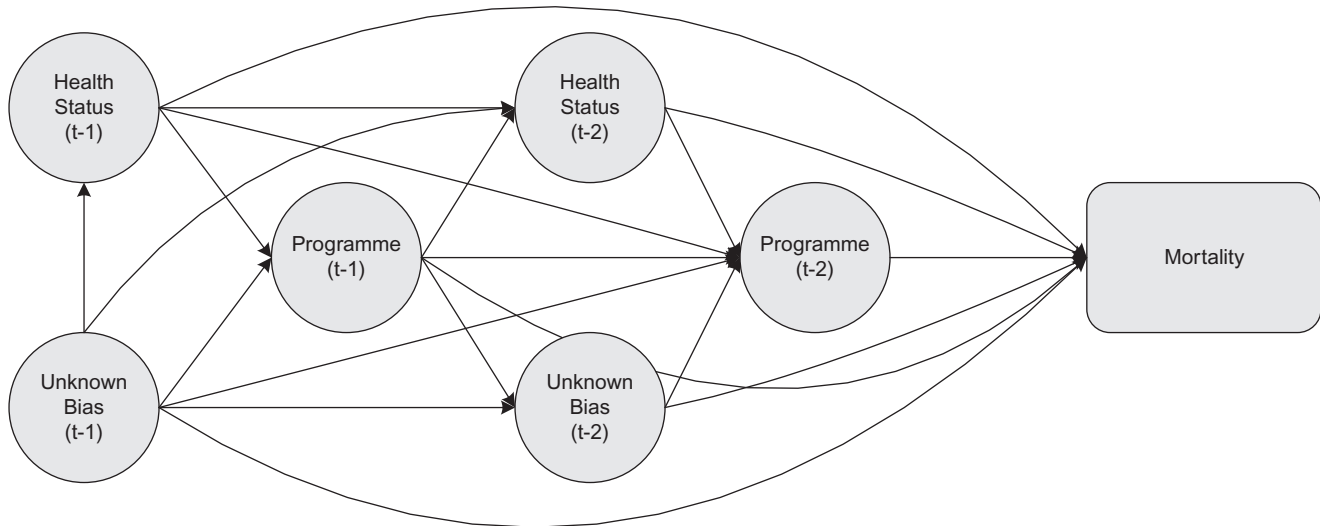 Health
Status
(t-1)
Health
Status
(t-2)
Programme
(t-1)
Programme
(t-2)
Mortality
Unknown
Bias
(t-1)
Unknown
Bias
(t-2)